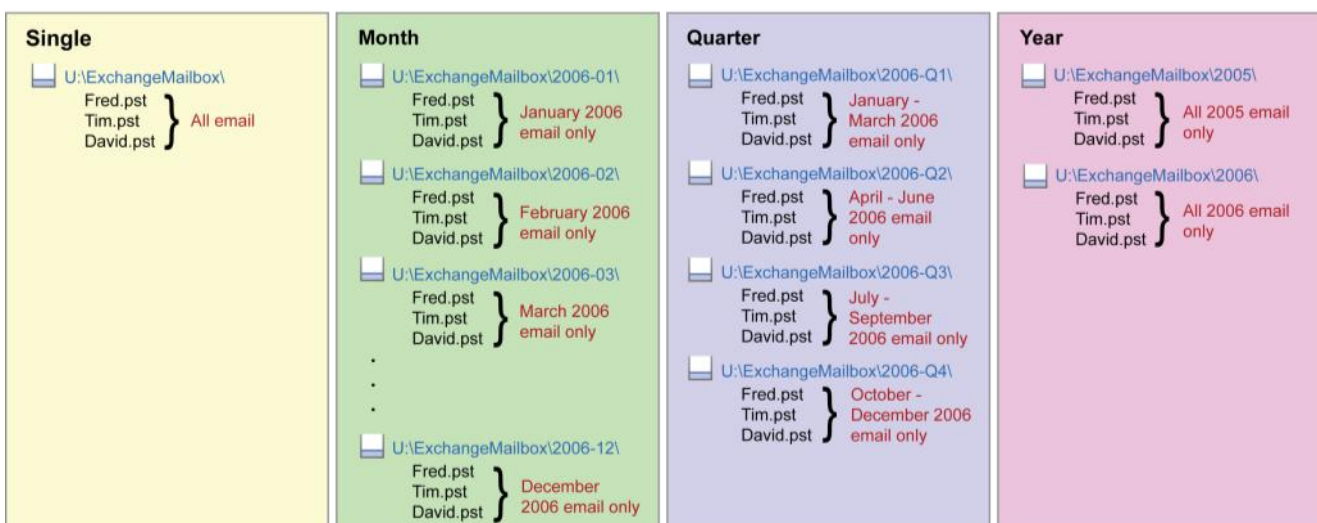 Single
U:\ExchangeMailbox\
Fred.pst
Tim.pst
David.pst
} All email
Month
U:\ExchangeMailbox\2006-01\
Fred.pst
Tim.pst
David.pst
} January 2006
email only
U:\ExchangeMailbox\2006-02\
Fred.pst
Tim.pst
David.pst
} February 2006
email only
U:\ExchangeMailbox\2006-03\
Fred.pst
Tim.pst
David.pst
} March 2006
email only
.
.
.
U:\ExchangeMailbox\2006-12\
Fred.pst
Tim.pst
David.pst
} December
2006 email only
Quarter
U:\ExchangeMailbox\2006-Q1\
Fred.pst
Tim.pst
David.pst
} January -
March 2006
email only
U:\ExchangeMailbox\2006-Q2\
Fred.pst
Tim.pst
David.pst
} April - June
2006 email
only
U:\ExchangeMailbox\2006-Q3\
Fred.pst
Tim.pst
David.pst
} July -
September
2006 email only
U:\ExchangeMailbox\2006-Q4\
Fred.pst
Tim.pst
David.pst
} October -
December 2006
email only
Year
U:\ExchangeMailbox\2005\
Fred.pst
Tim.pst
David.pst
} All 2005 email
only
U:\ExchangeMailbox\2006\
Fred.pst
Tim.pst
David.pst
} All 2006 email
only